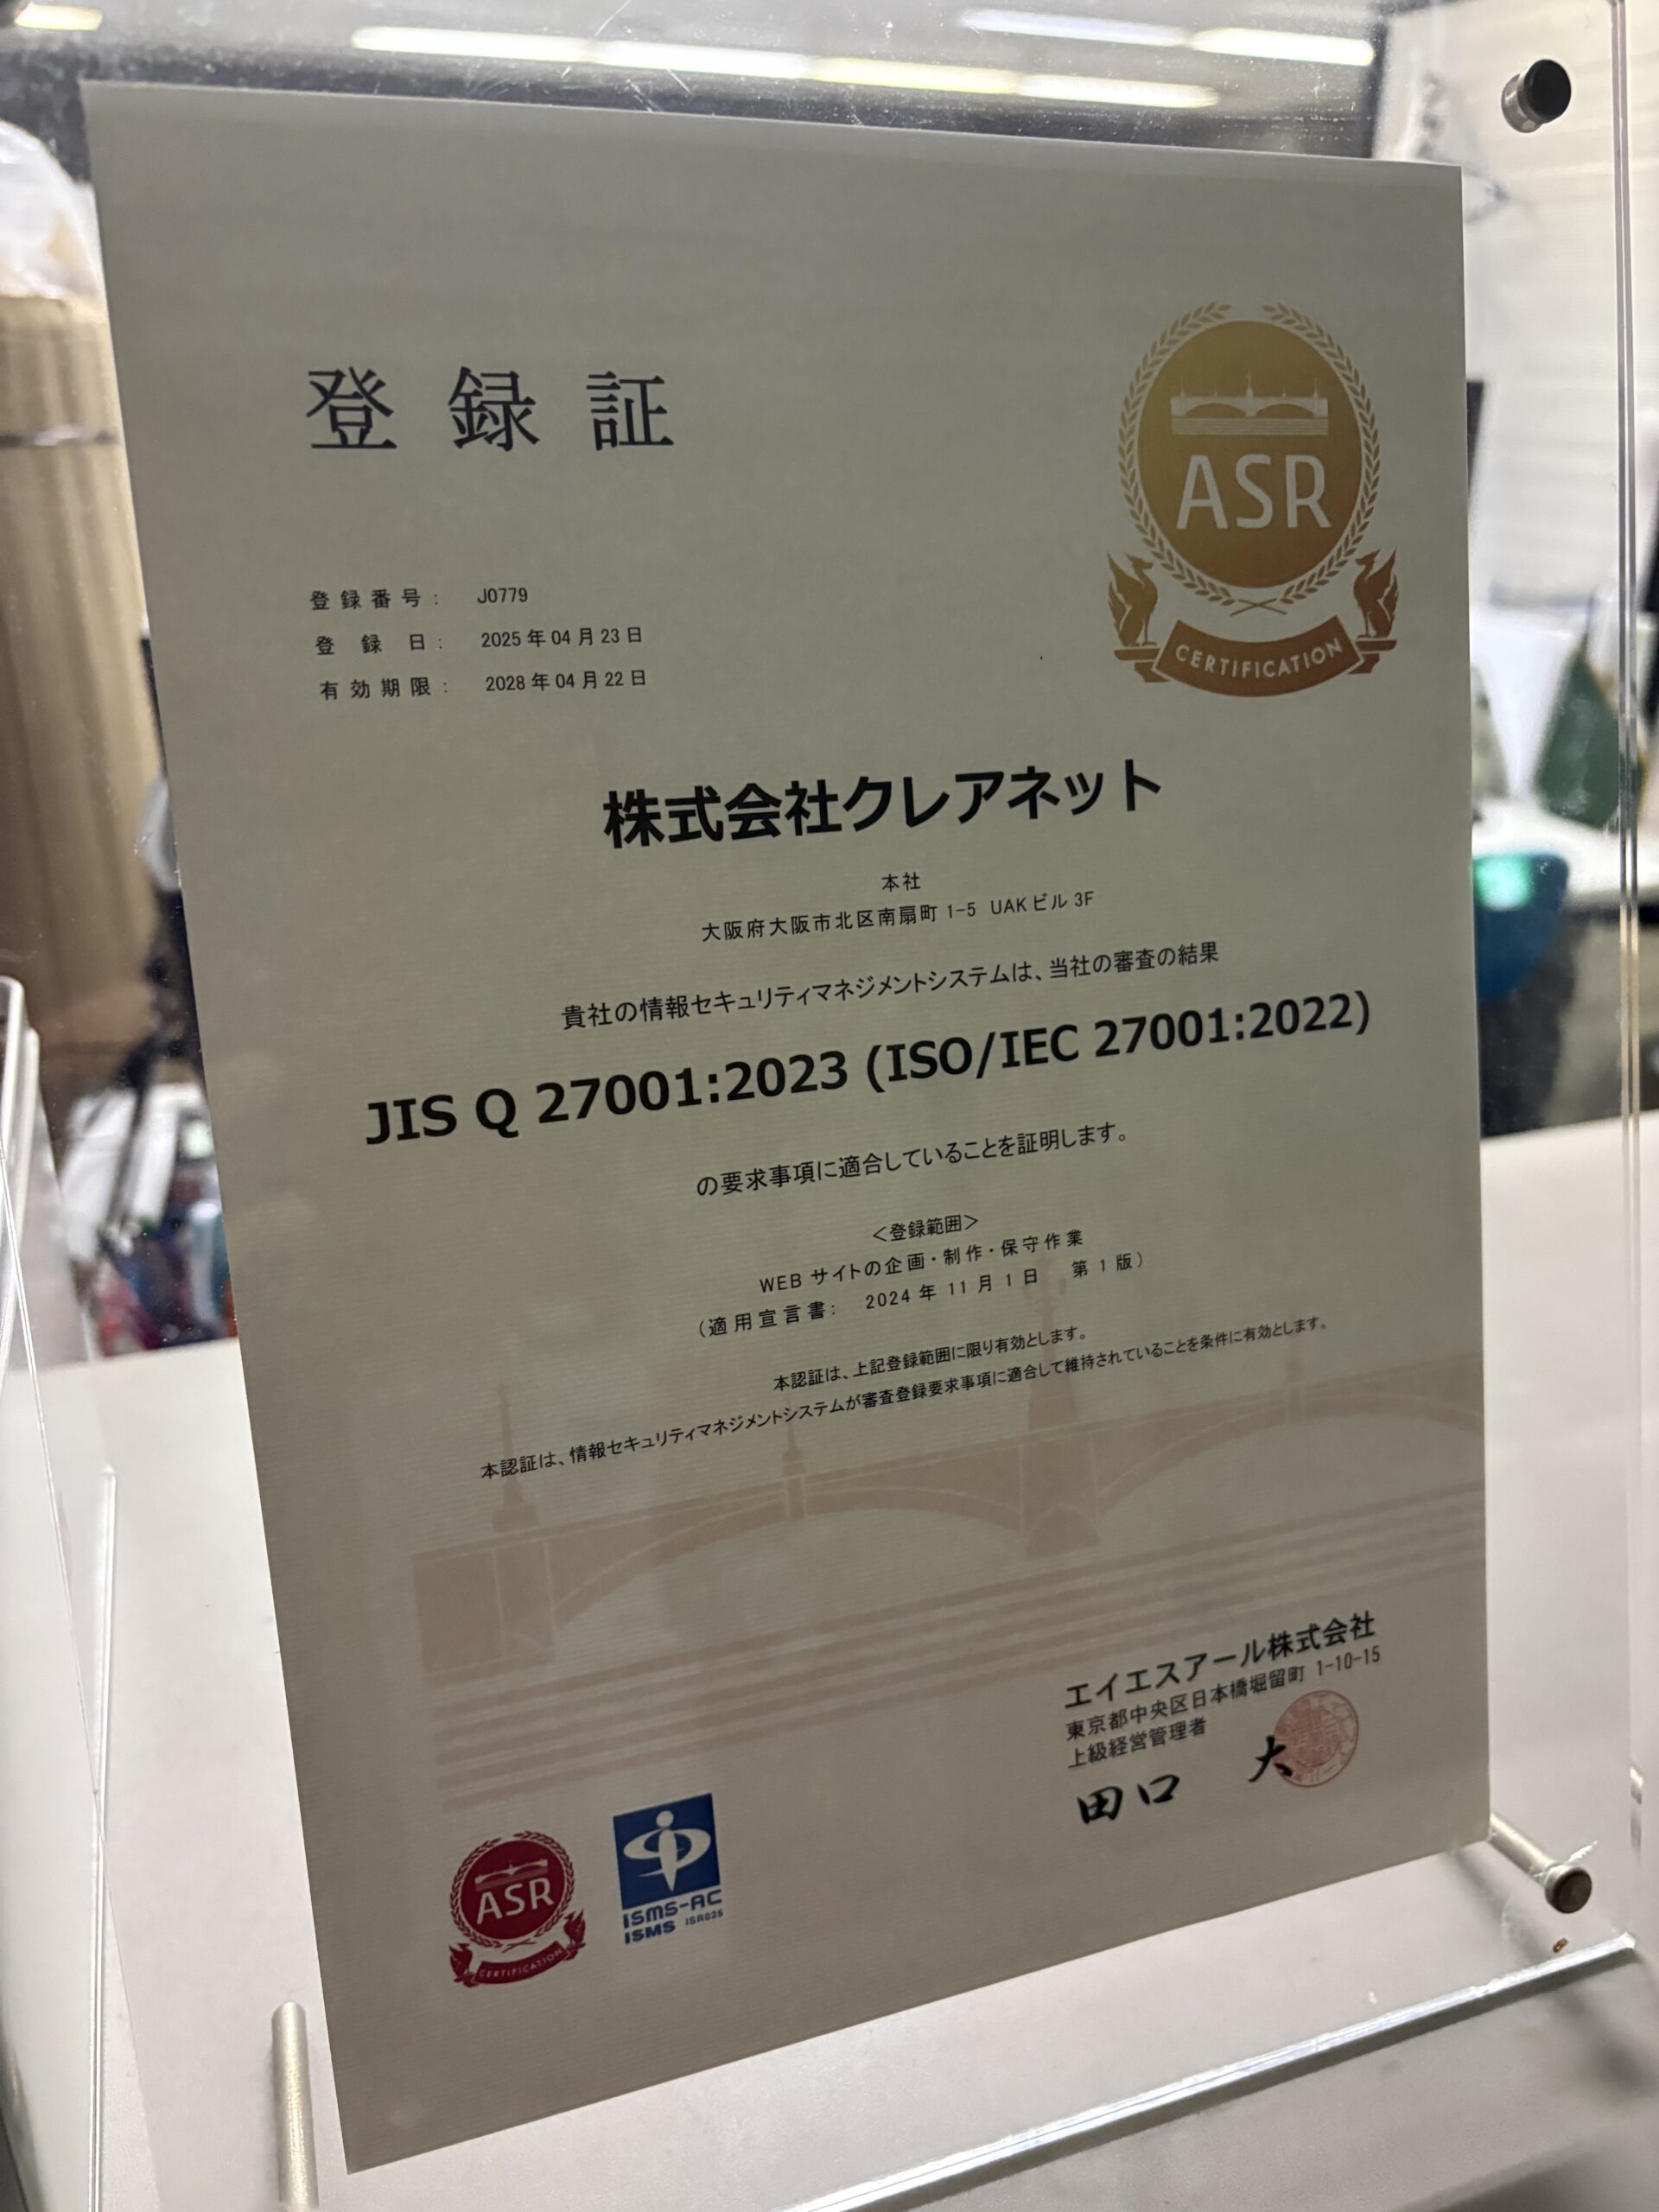 登録証
ASR
CERTIFICATION
登録番号: J0779
登録日: 2025年04月23日
有効期限: 2028年04月22日
株式会社クレアネット
本社
大阪府大阪市北区南扇町1-5 UAKビル3F
貴社の情報セキュリティマネジメントシステムは、当社の審査の結果
JIS Q 27001:2023 (ISO/IEC 27001:2022)
の要求事項に適合していることを証明します。
<登録範囲>
WEBサイトの企画・制作・保守作業
(適用宣言書: 2024年11月1日 第1版)
本認証は、上記登録範囲に限り有効とします。
本認証は、情報セキュリティマネジメントシステムが審査登録要求事項に適合して維持されていることを条件に有効とします。
エイエスアール株式会社
東京都中央区日本橋堀留町1-10-15
上級経営管理者
田口 大
ASR
CERTIFICATION
ISMS-AC
ISMS ISR025